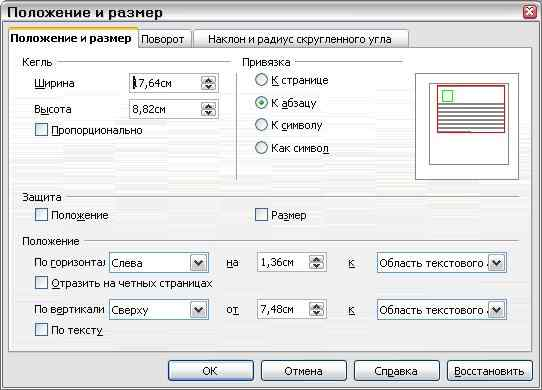 Положение и размер
Положение и размер Поворот Наклон и радиус скругленного угла
Кегль
Ширина 17,64см
Высота 8,82см
Пропорционально
Привязка
К странице
К абзацу
К символу
Как символ
Защита
Положение Размер
Положение
По горизонтал Слева на 1,36см к Область текстового
Отразить на четных страницах
По вертикали Сверху от 7,48см к Область текстового
По тексту
ОК Отмена Справка Восстановить